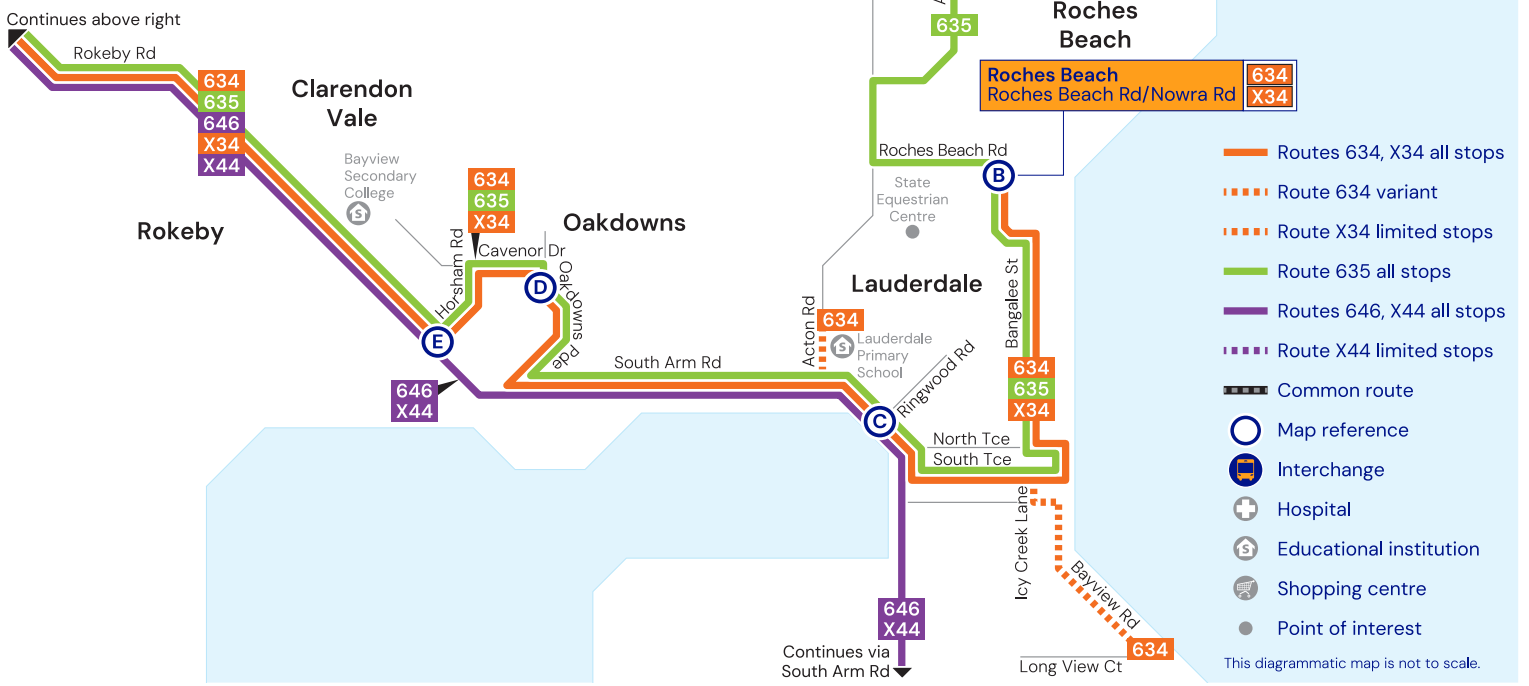 Continues above right
Rokeby Rd
634
635
646
X34
X44
Clarendon
Vale
Bayview
Secondary
College
S
Rokeby
634
635
X34
Oakdowns
Horsham Rd
Cavenor Dr
Oakdowns Pde
D
E
646
X44
South Arm Rd
635
Roches
Beach
Roches Beach
Roches Beach Rd/Nowra Rd
634
X34
Roches Beach Rd
B
State
Equestrian
Centre
Lauderdale
Acton Rd
634
S
Lauderdale
Primary
School
Ringwood Rd
Bangalee St
634
635
X34
C
North Tce
South Tce
Icy Creek Lane
Bayview Rd
634
Long View Ct
646
X44
Continues via
South Arm Rd
Routes 634, X34 all stops
Route 634 variant
Route X34 limited stops
Route 635 all stops
Routes 646, X44 all stops
Route X44 limited stops
Common route
Map reference
Interchange
Hospital
S
Educational institution
Shopping centre
Point of interest
This diagrammatic map is not to scale.